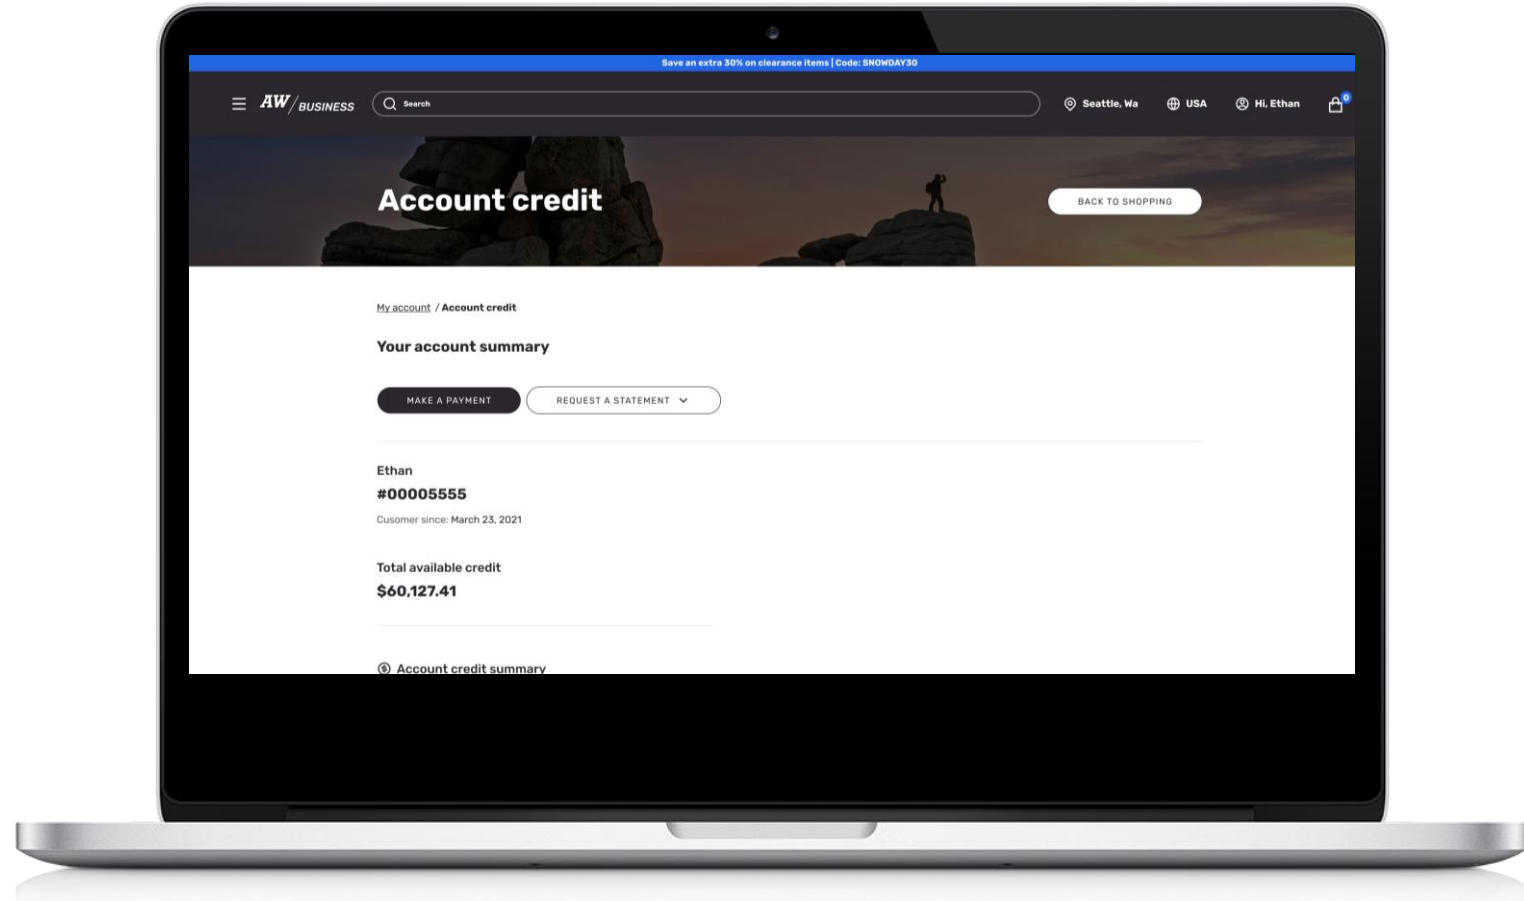 Save an extra 30% on clearance items | Code: SNOWDAY30
AW/BUSINESS
Search
Seattle, Wa
USA
Hi, Ethan
0
Account credit
BACK TO SHOPPING
My account / Account credit
Your account summary
MAKE A PAYMENT
REQUEST A STATEMENT
Ethan
#00005555
Cusomer since: March 23, 2021
Total available credit
$60,127.41
Account credit summary